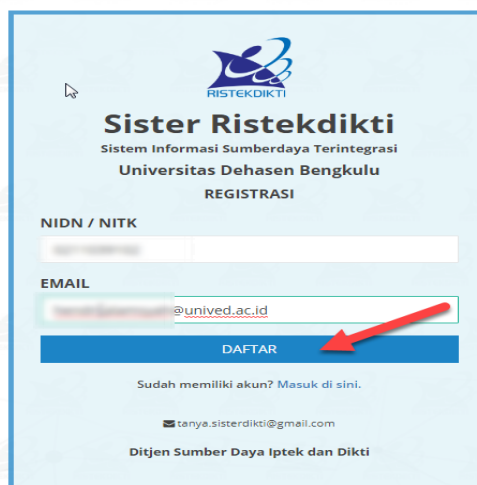 RISTEKDIKTI
Sister Ristekdikti
Sistem Informasi Sumberdaya Terintegrasi
Universitas Dehasen Bengkulu
REGISTRASI
NIDN / NITK
EMAIL
@unived.ac.id
DAFTAR
Sudah memiliki akun? Masuk di sini.
tanya.sisterdikti@gmail.com
Ditjen Sumber Daya Iptek dan Dikti